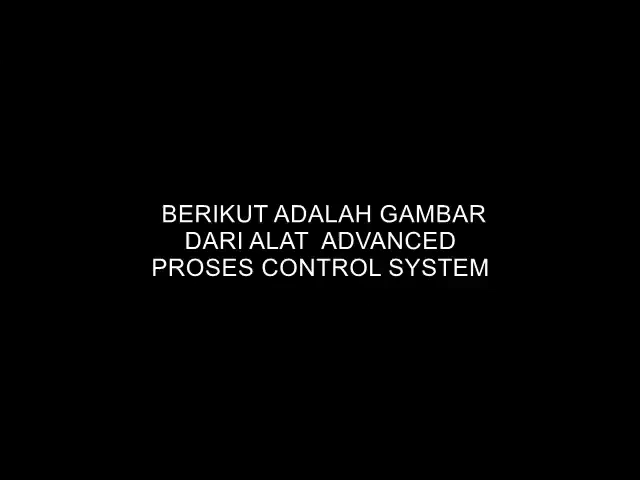 BERIKUT ADALAH GAMBAR
DARI ALAT  ADVANCED
PROSES CONTROL SYSTEM